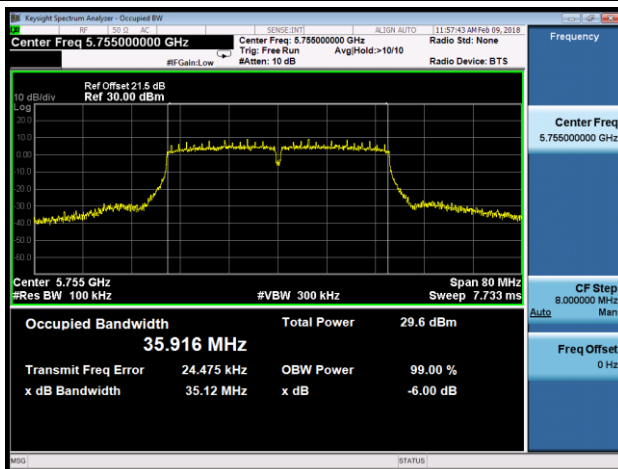 Keysight Spectrum Analyzer - Occupied BW
RF 50 Ω AC SENSE:INT ALIGN AUTO 11:57:43 AM Feb 09, 2018
Center Freq 5.755000000 GHz Center Freq: 5.755000000 GHz Radio Std: None
Trig: Free Run Avg|Hold:>10/10
#IFGain:Low #Atten: 10 dB Radio Device: BTS
Frequency
Ref Offset 21.5 dB
10 dB/div Ref 30.00 dBm
Log
20.0
10.0
0.00
-10.0
-20.0
-30.0
-40.0
-50.0
-60.0
Center 5.755 GHz Span 80 MHz
#Res BW 100 kHz #VBW 300 kHz Sweep 7.733 ms
Occupied Bandwidth Total Power 29.6 dBm
35.916 MHz
Transmit Freq Error 24.475 kHz OBW Power 99.00 %
x dB Bandwidth 35.12 MHz x dB -6.00 dB
Center Freq
5.755000000 GHz
CF Step
8.000000 MHz
Auto Man
Freq Offset
0 Hz
MSG STATUS